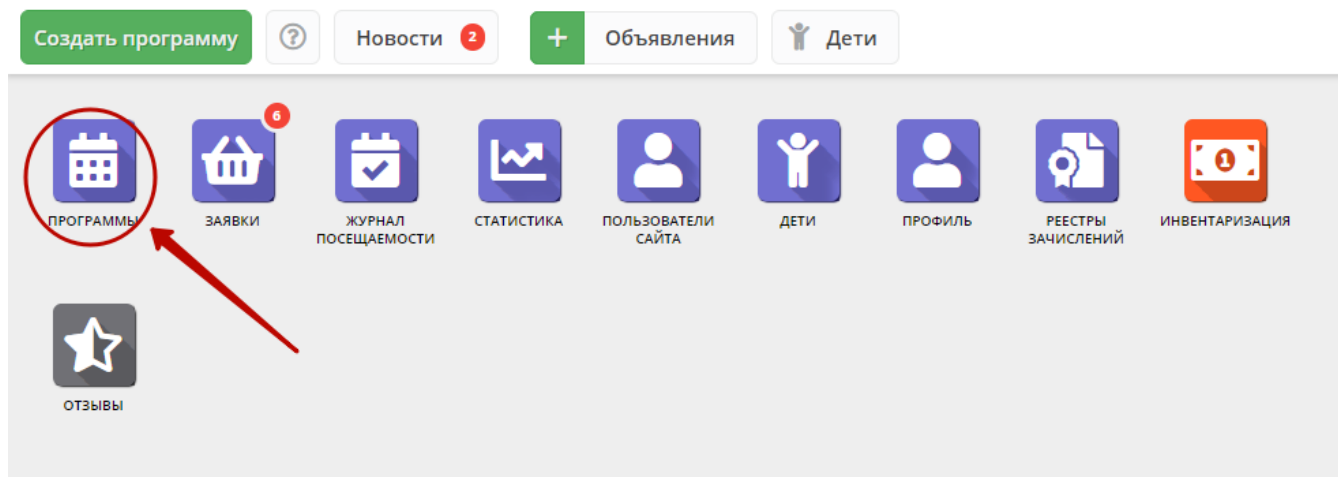 Создать программу
?
Новости 2
+ Объявления
Дети
6
ПРОГРАММЫ
ЗАЯВКИ
ЖУРНАЛ
ПОСЕЩАЕМОСТИ
СТАТИСТИКА
ПОЛЬЗОВАТЕЛИ
САЙТА
ДЕТИ
ПРОФИЛЬ
РЕЕСТРЫ
ЗАЧИСЛЕНИЙ
1
ИНВЕНТАРИЗАЦИЯ
ОТЗЫВЫ